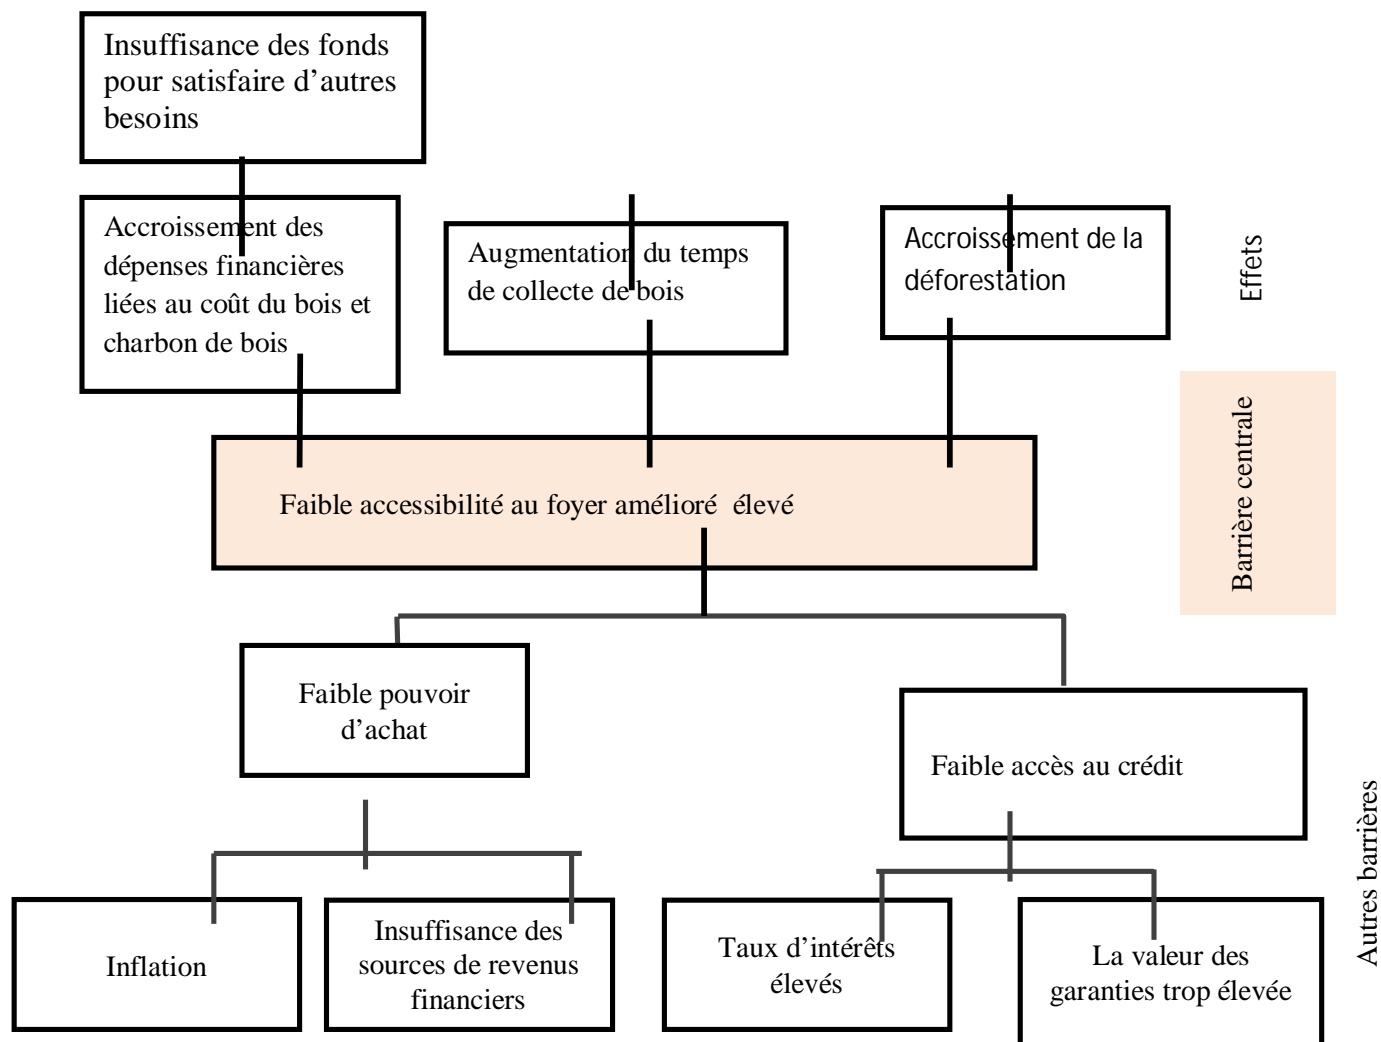 Insuffisance des fonds
pour satisfaire d’autres
besoins
Accroissement des
dépenses financières
liées au coût du bois et
charbon de bois
Augmentation du temps
de collecte de bois
Accroissement de la
déforestation
Effets
Faible accessibilité au foyer amélioré  élevé
Barrière centrale
Faible pouvoir
d’achat
Faible accès au crédit
Autres barrières
Inflation
Insuffisance des
sources de revenus
financiers
Taux d’intérêts
élevés
La valeur des
garanties trop élevée